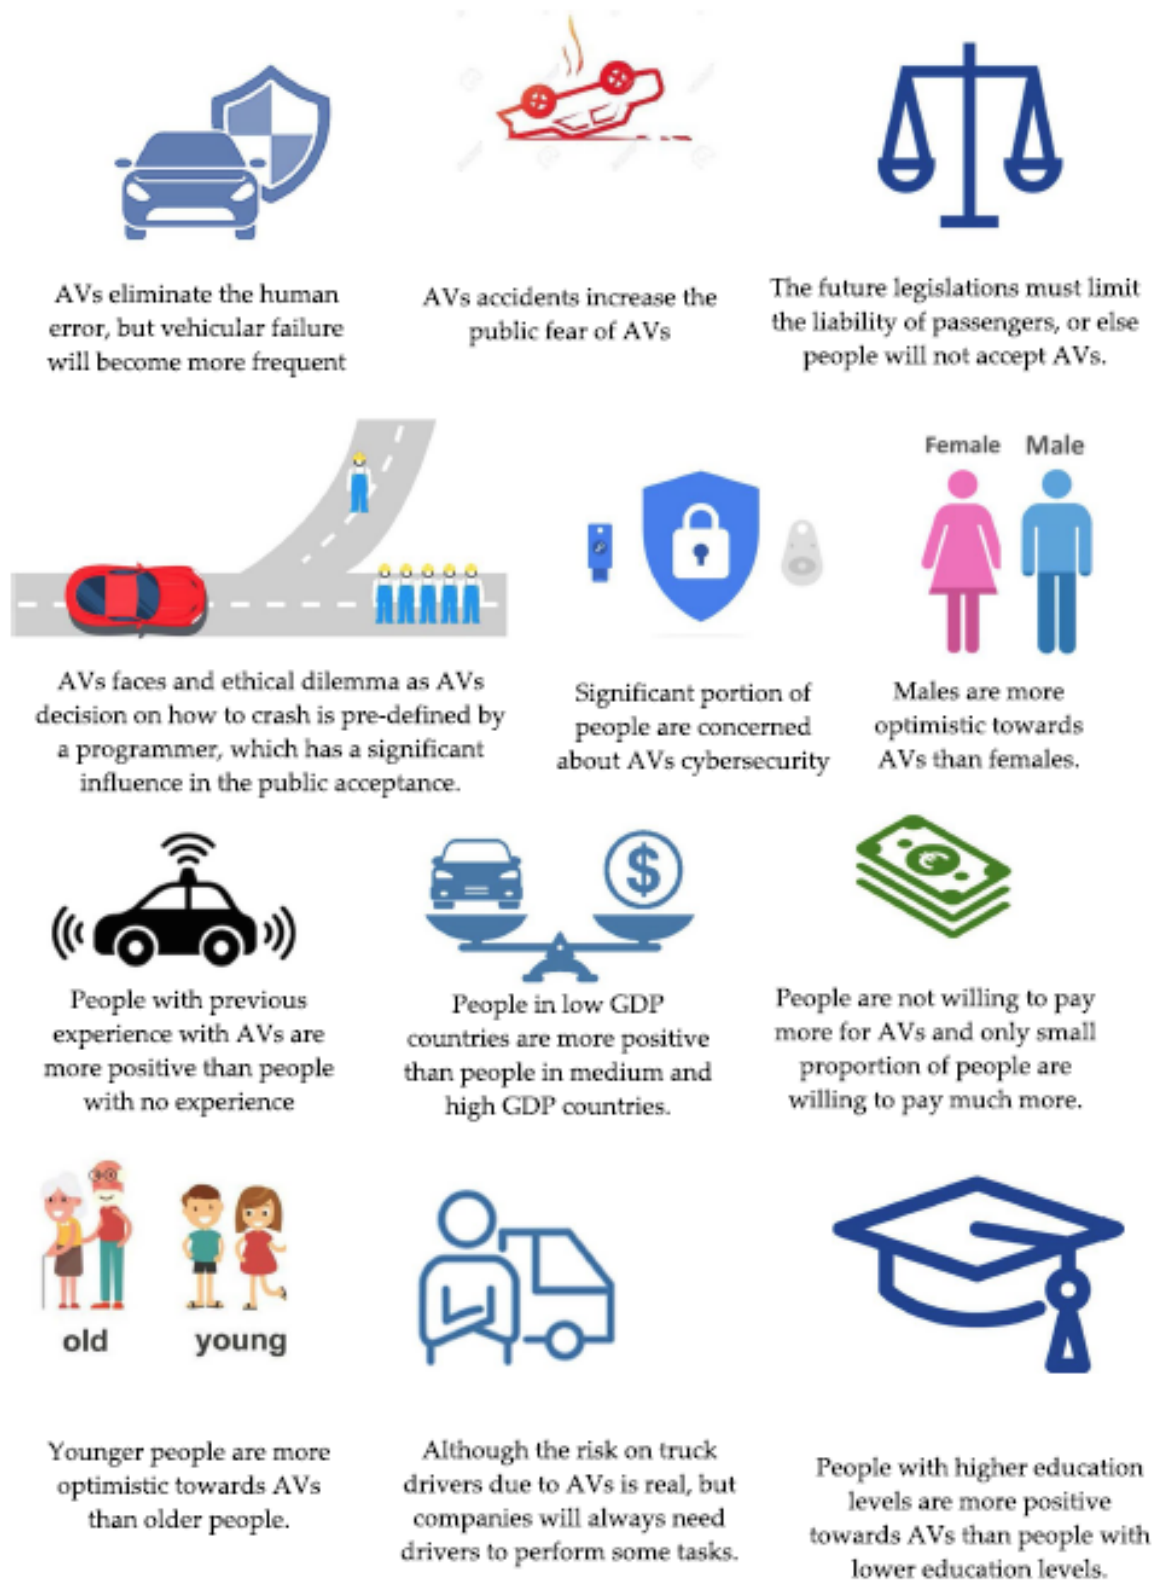 AVs eliminate the human
error, but vehicular failure
will become more frequent
AVs accidents increase the
public fear of AVs
The future legislations must limit
the liability of passengers, or else
people will not accept AVs.
AVs faces and ethical dilemma as AVs
decision on how to crash is pre-defined by
a programmer, which has a significant
influence in the public acceptance.
Significant portion of
people are concerned
about AVs cybersecurity
Female Male
Males are more
optimistic towards
AVs than females.
People with previous
experience with AVs are
more positive than people
with no experience
$
People in low GDP
countries are more positive
than people in medium and
high GDP countries.
€
People are not willing to pay
more for AVs and only small
proportion of people are
willing to pay much more.
old young
Younger people are more
optimistic towards AVs
than older people.
Although the risk on truck
drivers due to AVs is real, but
companies will always need
drivers to perform some tasks.
People with higher education
levels are more positive
towards AVs than people with
lower education levels.